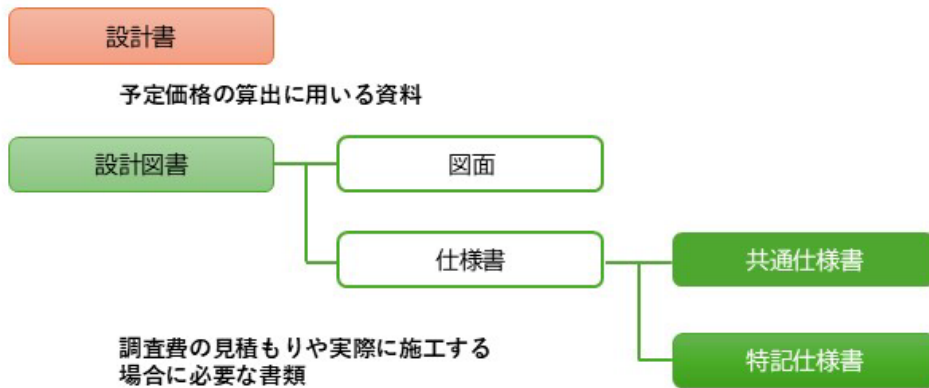 設計書
予定価格の算出に用いる資料
設計図書
図面
仕様書
共通仕様書
特記仕様書
調査費の見積もりや実際に施工する
場合に必要な書類